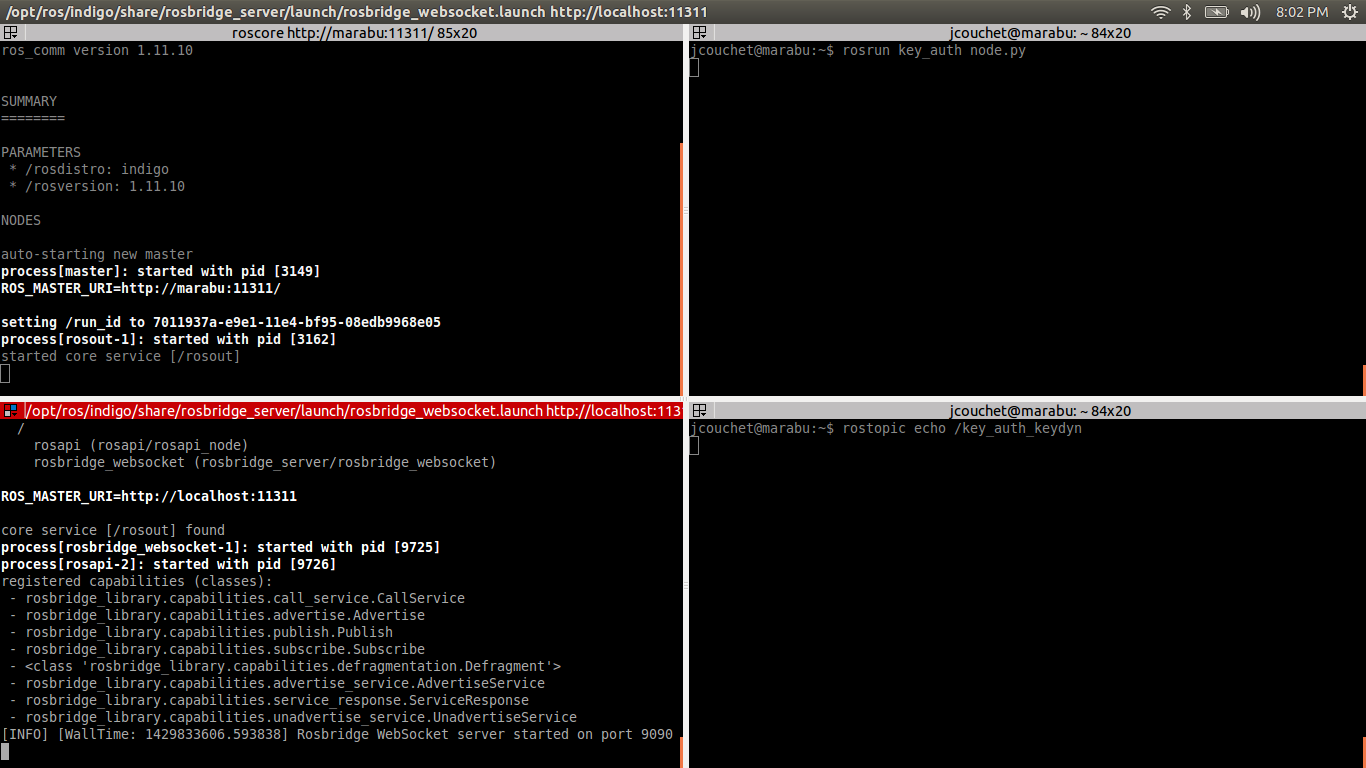 /opt/ros/indigo/share/rosbridge_server/launch/rosbridge_websocket.launch http://localhost:11311
8:02 PM
roscore http://marabu:11311/ 85x20
ros_comm version 1.11.10
SUMMARY
========
PARAMETERS
* /rosdistro: indigo
* /rosversion: 1.11.10
NODES
auto-starting new master
process[master]: started with pid [3149]
ROS_MASTER_URI=http://marabu:11311/
setting /run_id to 7011937a-e9e1-11e4-bf95-08edb9968e05
process[rosout-1]: started with pid [3162]
started core service [/rosout]
jcouchet@marabu: ~ 84x20
jcouchet@marabu:~$ rosrun key_auth node.py
/opt/ros/indigo/share/rosbridge_server/launch/rosbridge_websocket.launch http://localhost:113
/
rosapi (rosapi/rosapi_node)
rosbridge_websocket (rosbridge_server/rosbridge_websocket)
ROS_MASTER_URI=http://localhost:11311
core service [/rosout] found
process[rosbridge_websocket-1]: started with pid [9725]
process[rosapi-2]: started with pid [9726]
registered capabilities (classes):
- rosbridge_library.capabilities.call_service.CallService
- rosbridge_library.capabilities.advertise.Advertise
- rosbridge_library.capabilities.publish.Publish
- rosbridge_library.capabilities.subscribe.Subscribe
- <class 'rosbridge_library.capabilities.defragmentation.Defragment'>
- rosbridge_library.capabilities.advertise_service.AdvertiseService
- rosbridge_library.capabilities.service_response.ServiceResponse
- rosbridge_library.capabilities.unadvertise_service.UnadvertiseService
[INFO] [WallTime: 1429833606.593838] Rosbridge WebSocket server started on port 9090
jcouchet@marabu: ~ 84x20
jcouchet@marabu:~$ rostopic echo /key_auth_keydyn